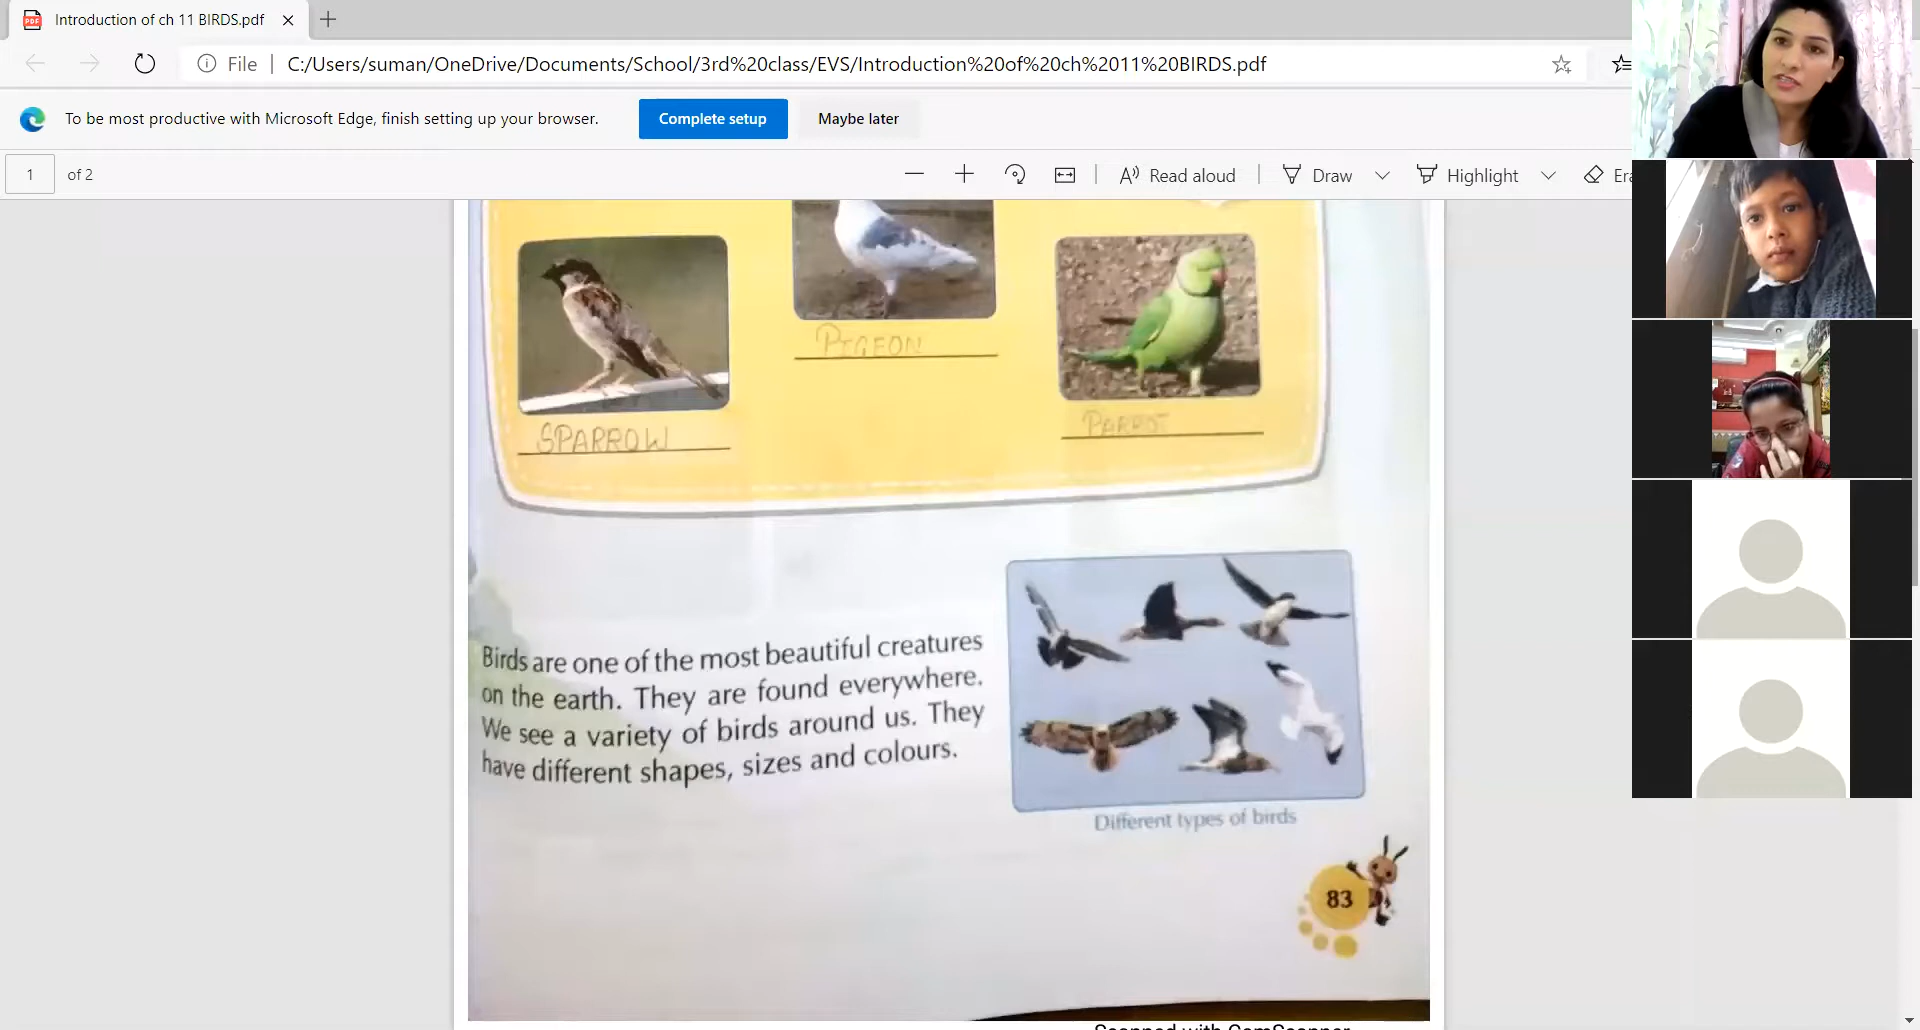 Introduction of ch 11 BIRDS.pdf
File
C:/Users/suman/OneDrive/Documents/School/3rd%20class/EVS/Introduction%20of%20ch%2011%20BIRDS.pdf
To be most productive with Microsoft Edge, finish setting up your browser.
Complete setup
Maybe later
1 of 2
Read aloud
Draw
Highlight
PIGEON
PARROT
SPARROW
Birds are one of the most beautiful creatures
on the earth. They are found everywhere.
We see a variety of birds around us. They
have different shapes, sizes and colours.
Different types of birds
83
Scanned with CamScanner